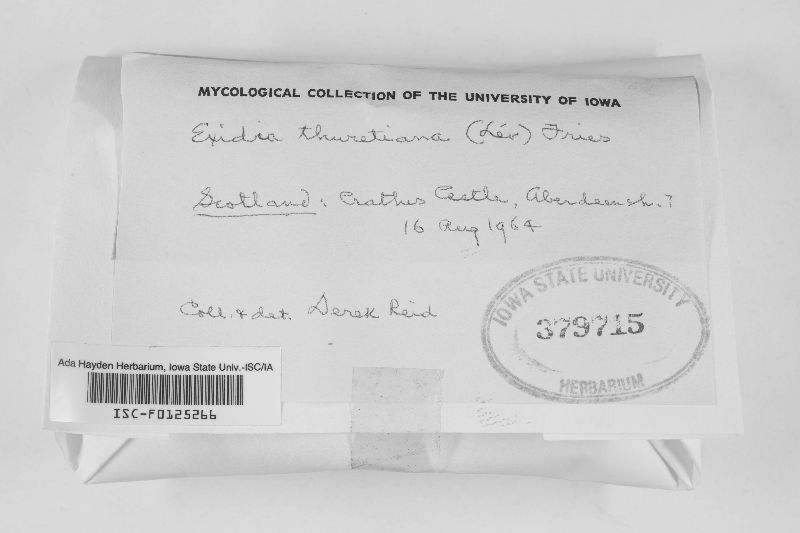 MYCOLOGICAL COLLECTION OF THE UNIVERSITY OF IOWA
Exidia thuretiana (Lév) Fries
Scotland: Crathes Castle, Aberdeensh.?
16 Aug 1964
Coll. & det. Derek Reid
IOWA STATE UNIVERSITY
379715
HERBARIUM
Ada Hayden Herbarium, Iowa State Univ.-ISC/IA
ISC-F0125266